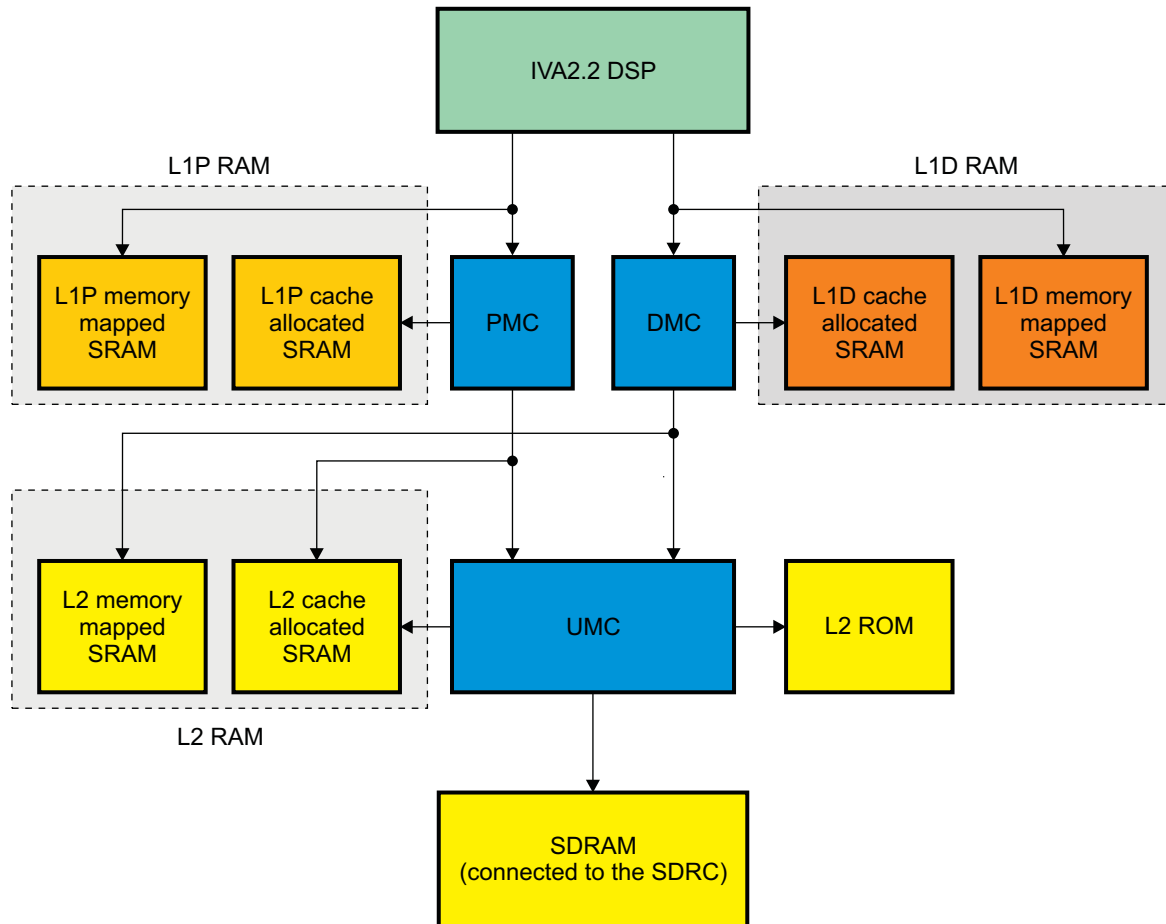 IVA2.2 DSP
L1P RAM
L1D RAM
L1P memory
mapped
SRAM
L1P cache
allocated
SRAM
PMC
DMC
L1D cache
allocated
SRAM
L1D memory
mapped
SRAM
L2 memory
mapped
SRAM
L2 cache
allocated
SRAM
UMC
L2 ROM
L2 RAM
SDRAM
(connected to the SDRC)